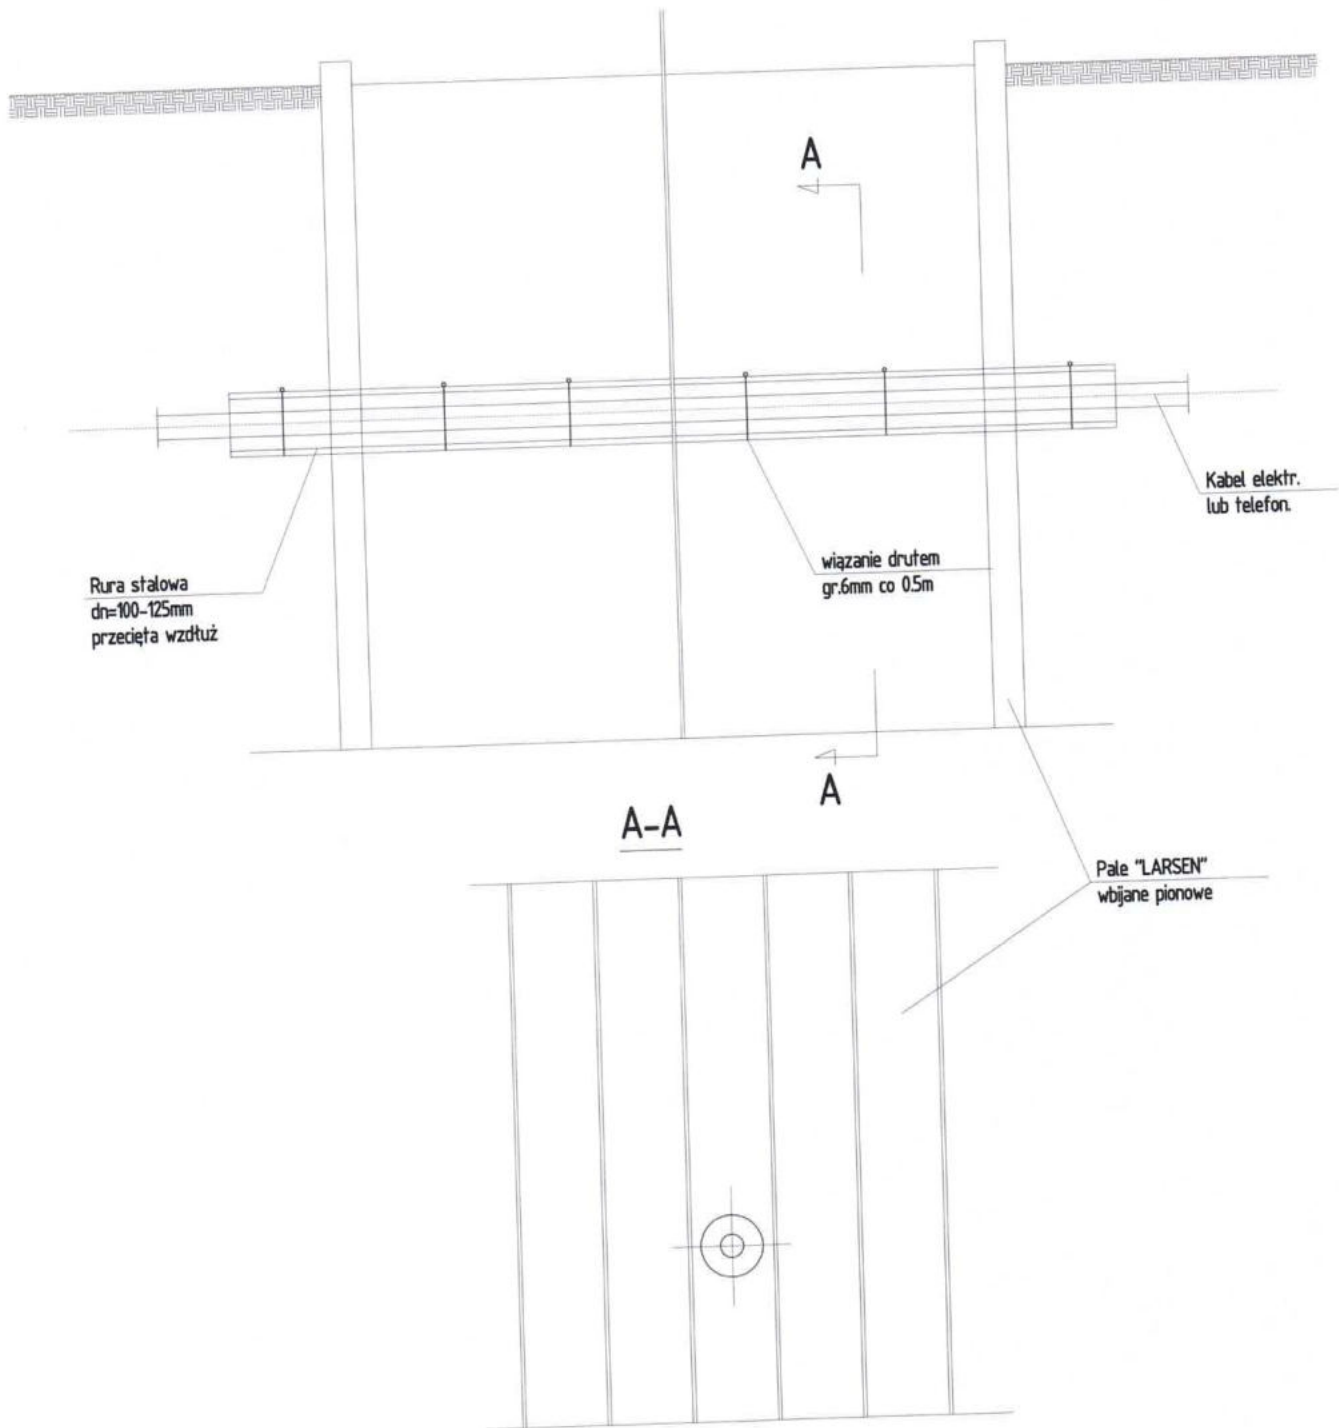 A
Kabel elektr.
lub telefon.
wiązanie drutem
gr.6mm co 0.5m
Rura stalowa
dn=100-125mm
przecięta wzdłuż
A
A-A
Pale "LARSEN"
wbijane pionowe